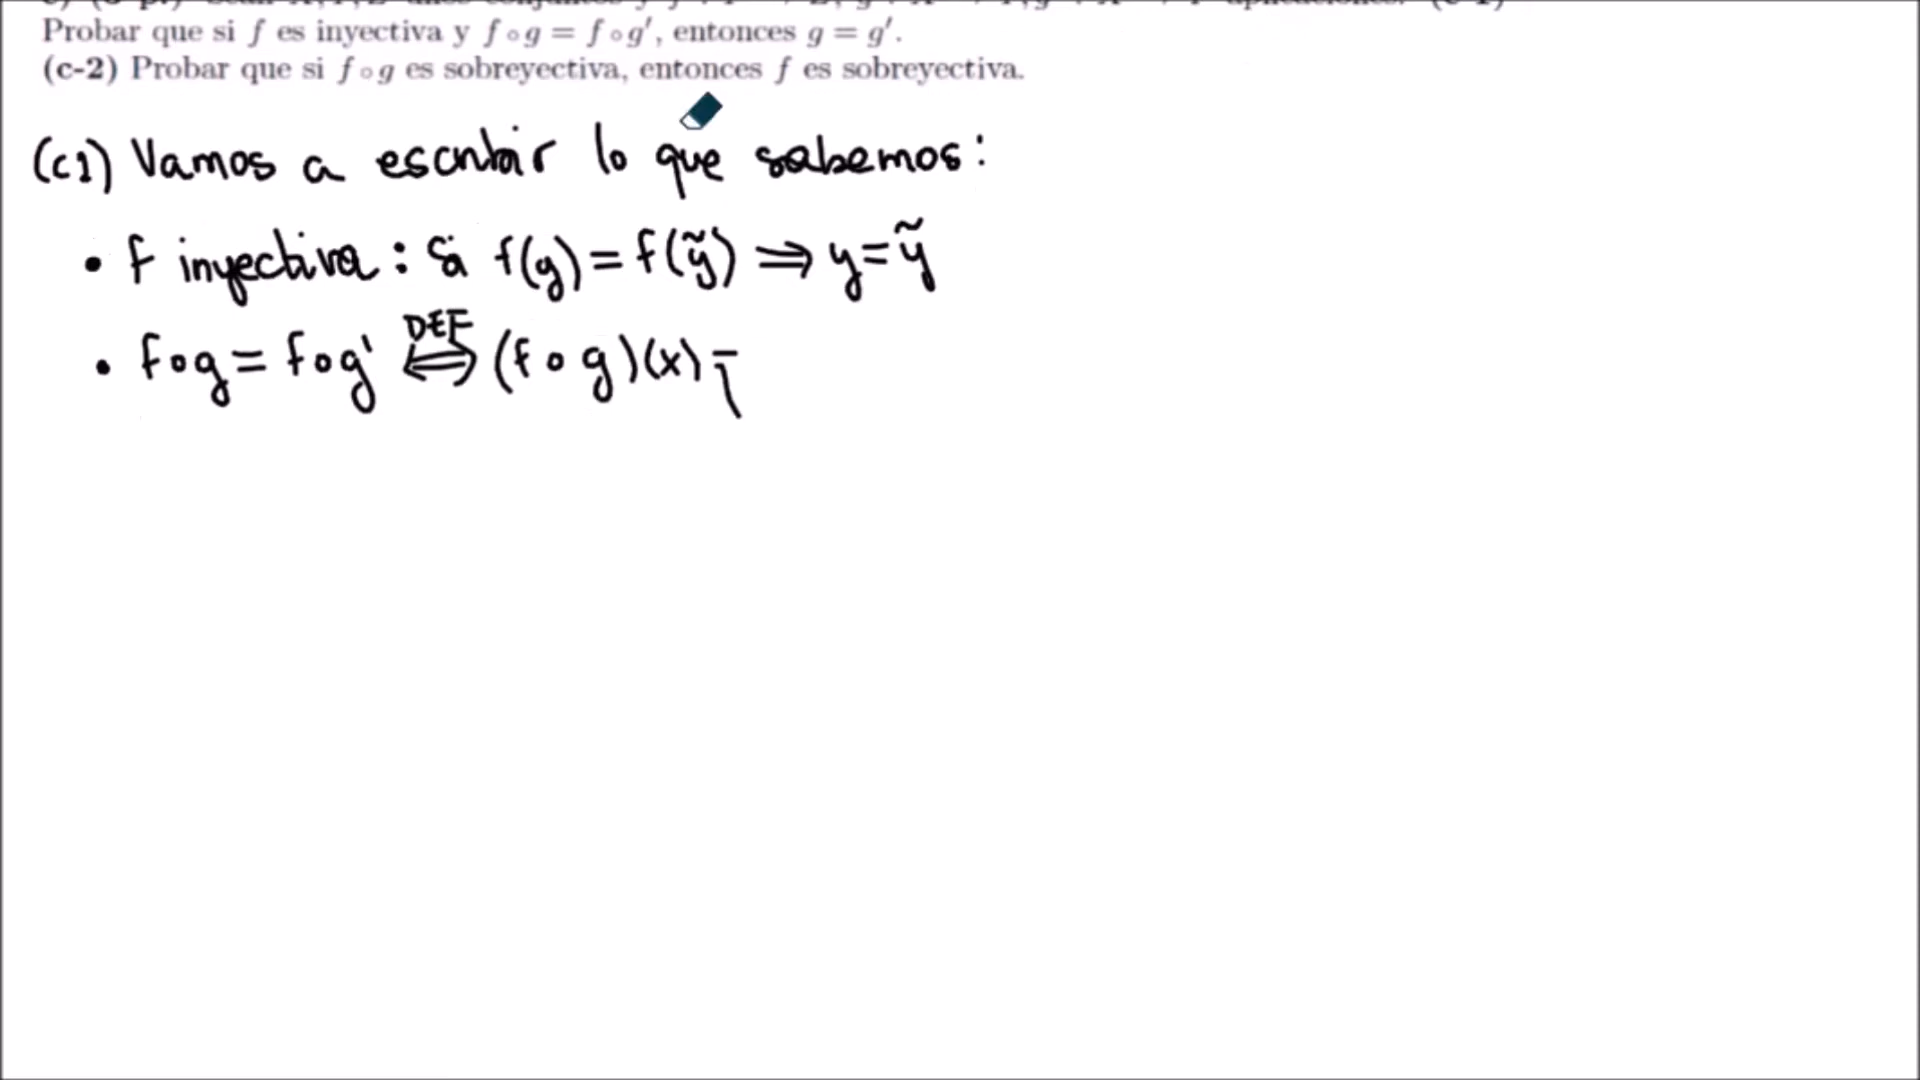 Probar que si f es inyectiva y f ∘ g = f ∘ g′, entonces g = g′.
(c-2) Probar que si f ∘ g es sobreyectiva, entonces f es sobreyectiva.
(c1) Vamos a escribir lo que sabemos:
• f inyectiva: Si f(y) = f(ỹ) ⟹ y = ỹ
• f∘g = f∘g' ⟺ DEF (f∘g)(x) =